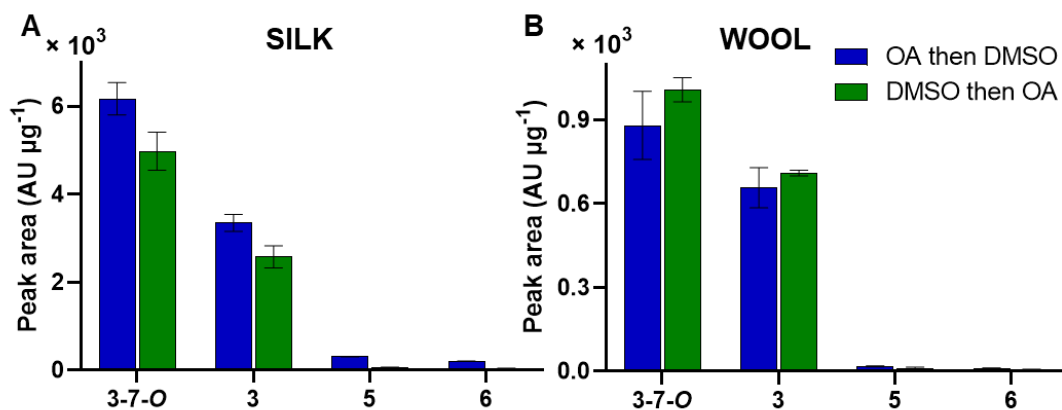 A
SILK
× 10³
Peak area (AU µg⁻¹)
6
4
2
0
3-7-O
3
5
6
B
WOOL
× 10³
OA then DMSO
DMSO then OA
Peak area (AU µg⁻¹)
0.9
0.6
0.3
0.0
3-7-O
3
5
6